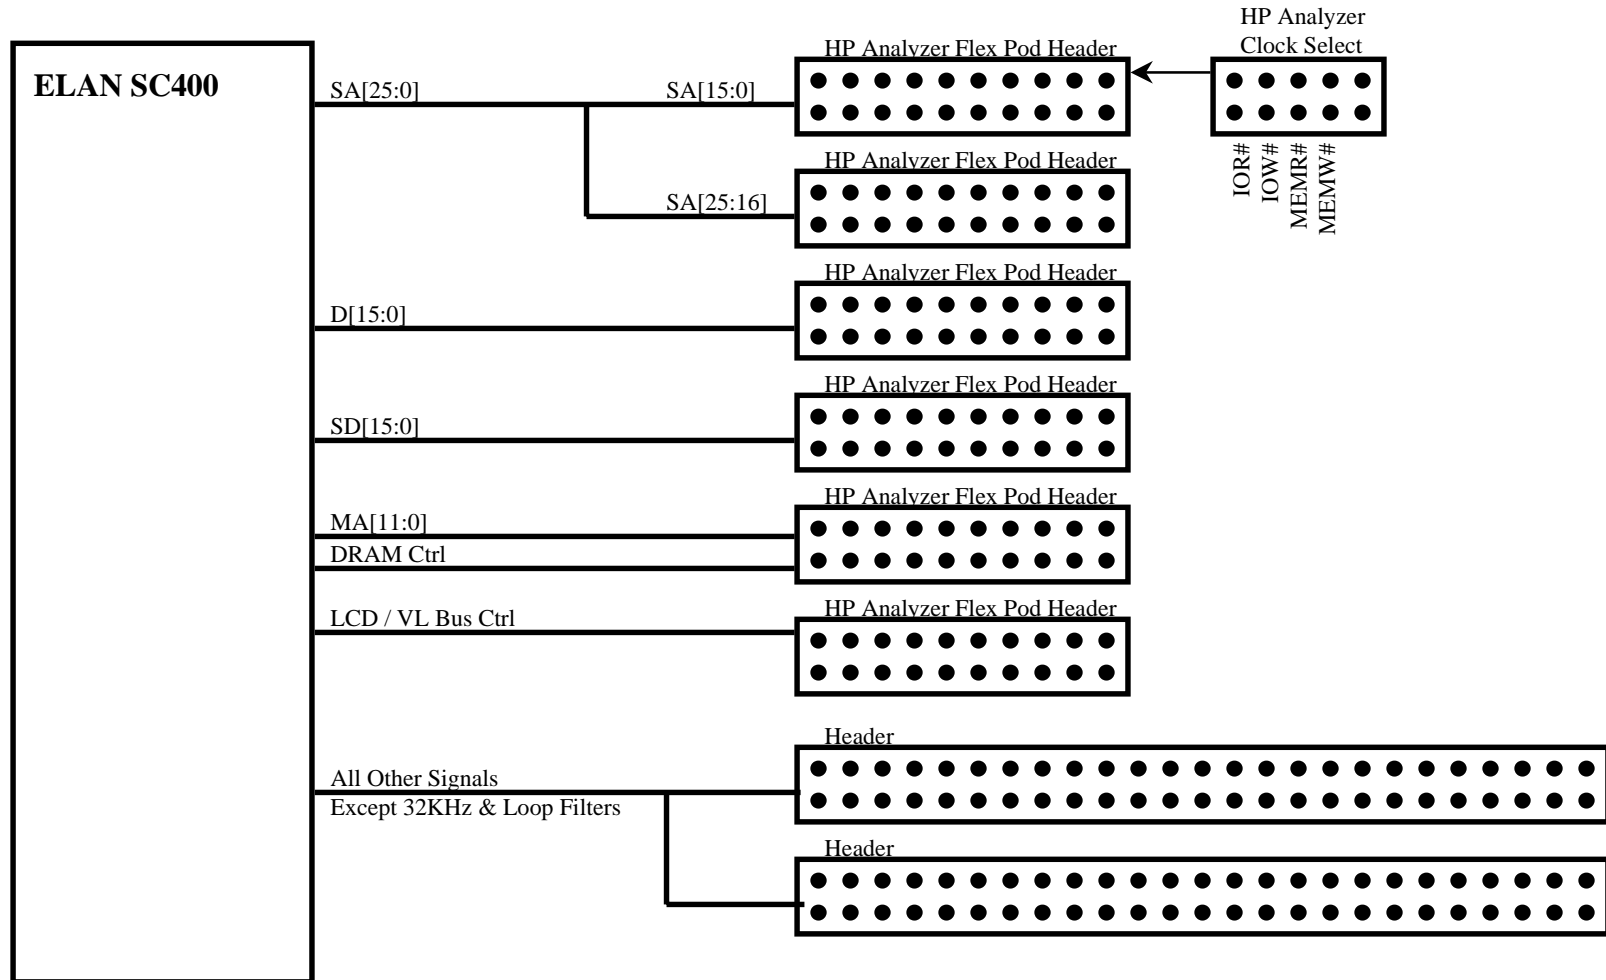 HP Analyzer
Clock Select
HP Analyzer Flex Pod Header
ELAN SC400
SA[25:0]
SA[15:0]
IOR#
IOW#
MEMR#
MEMW#
HP Analyzer Flex Pod Header
SA[25:16]
HP Analyzer Flex Pod Header
D[15:0]
HP Analyzer Flex Pod Header
SD[15:0]
HP Analyzer Flex Pod Header
MA[11:0]
DRAM Ctrl
HP Analyzer Flex Pod Header
LCD / VL Bus Ctrl
Header
All Other Signals
Except 32KHz & Loop Filters
Header